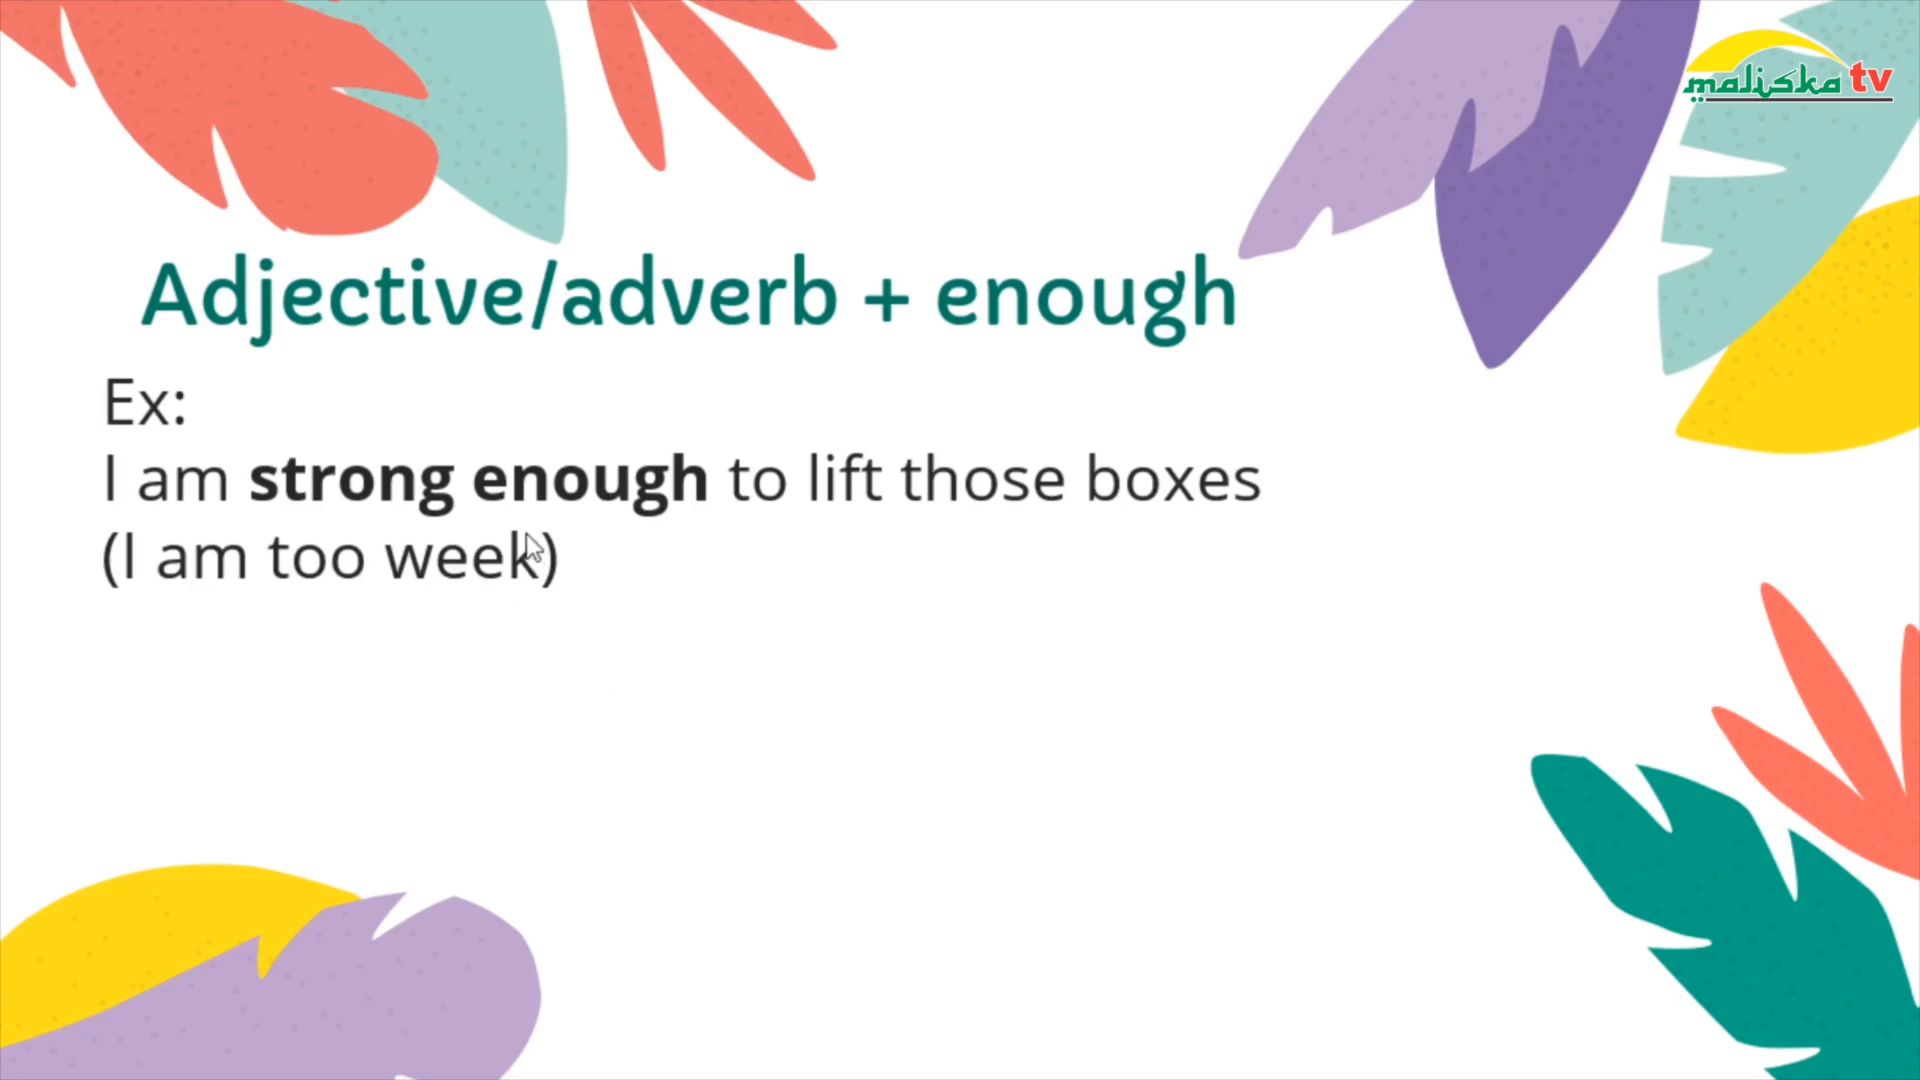 maliska tv
Adjective/adverb + enough
Ex:
I am strong enough to lift those boxes
(I am too week)